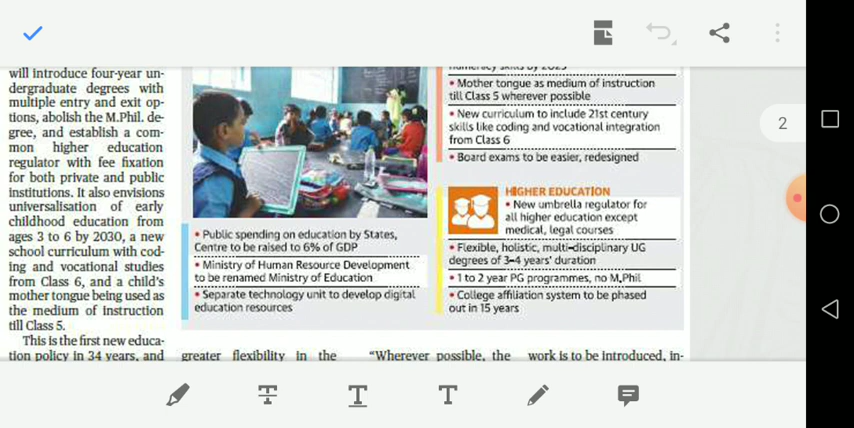 will introduce four-year un-
dergraduate degrees with
multiple entry and exit op-
tions, abolish the M.Phil. de-
gree, and establish a com-
mon higher education
regulator with fee fixation
for both private and public
institutions. It also envisions
universalisation of early
childhood education from
ages 3 to 6 by 2030, a new
school curriculum with cod-
ing and vocational studies
from Class 6, and a child's
mother tongue being used as
the medium of instruction
till Class 5.
This is the first new educa-
tion policy in 34 years, and
• Public spending on education by States,
Centre to be raised to 6% of GDP
• Ministry of Human Resource Development
to be renamed Ministry of Education
• Separate technology unit to develop digital
education resources
greater flexibility in the
numeracy skills by 2025
• Mother tongue as medium of instruction
till Class 5 wherever possible
• New curriculum to include 21st century
skills like coding and vocational integration
from Class 6
• Board exams to be easier, redesigned
HIGHER EDUCATION
• New umbrella regulator for
all higher education except
medical, legal courses
• Flexible, holistic, multi-disciplinary UG
degrees of 3-4 years' duration
• 1 to 2 year PG programmes, no M.Phil
• College affiliation system to be phased
out in 15 years
"Wherever possible, the
work is to be introduced, in-
2
T
T
T